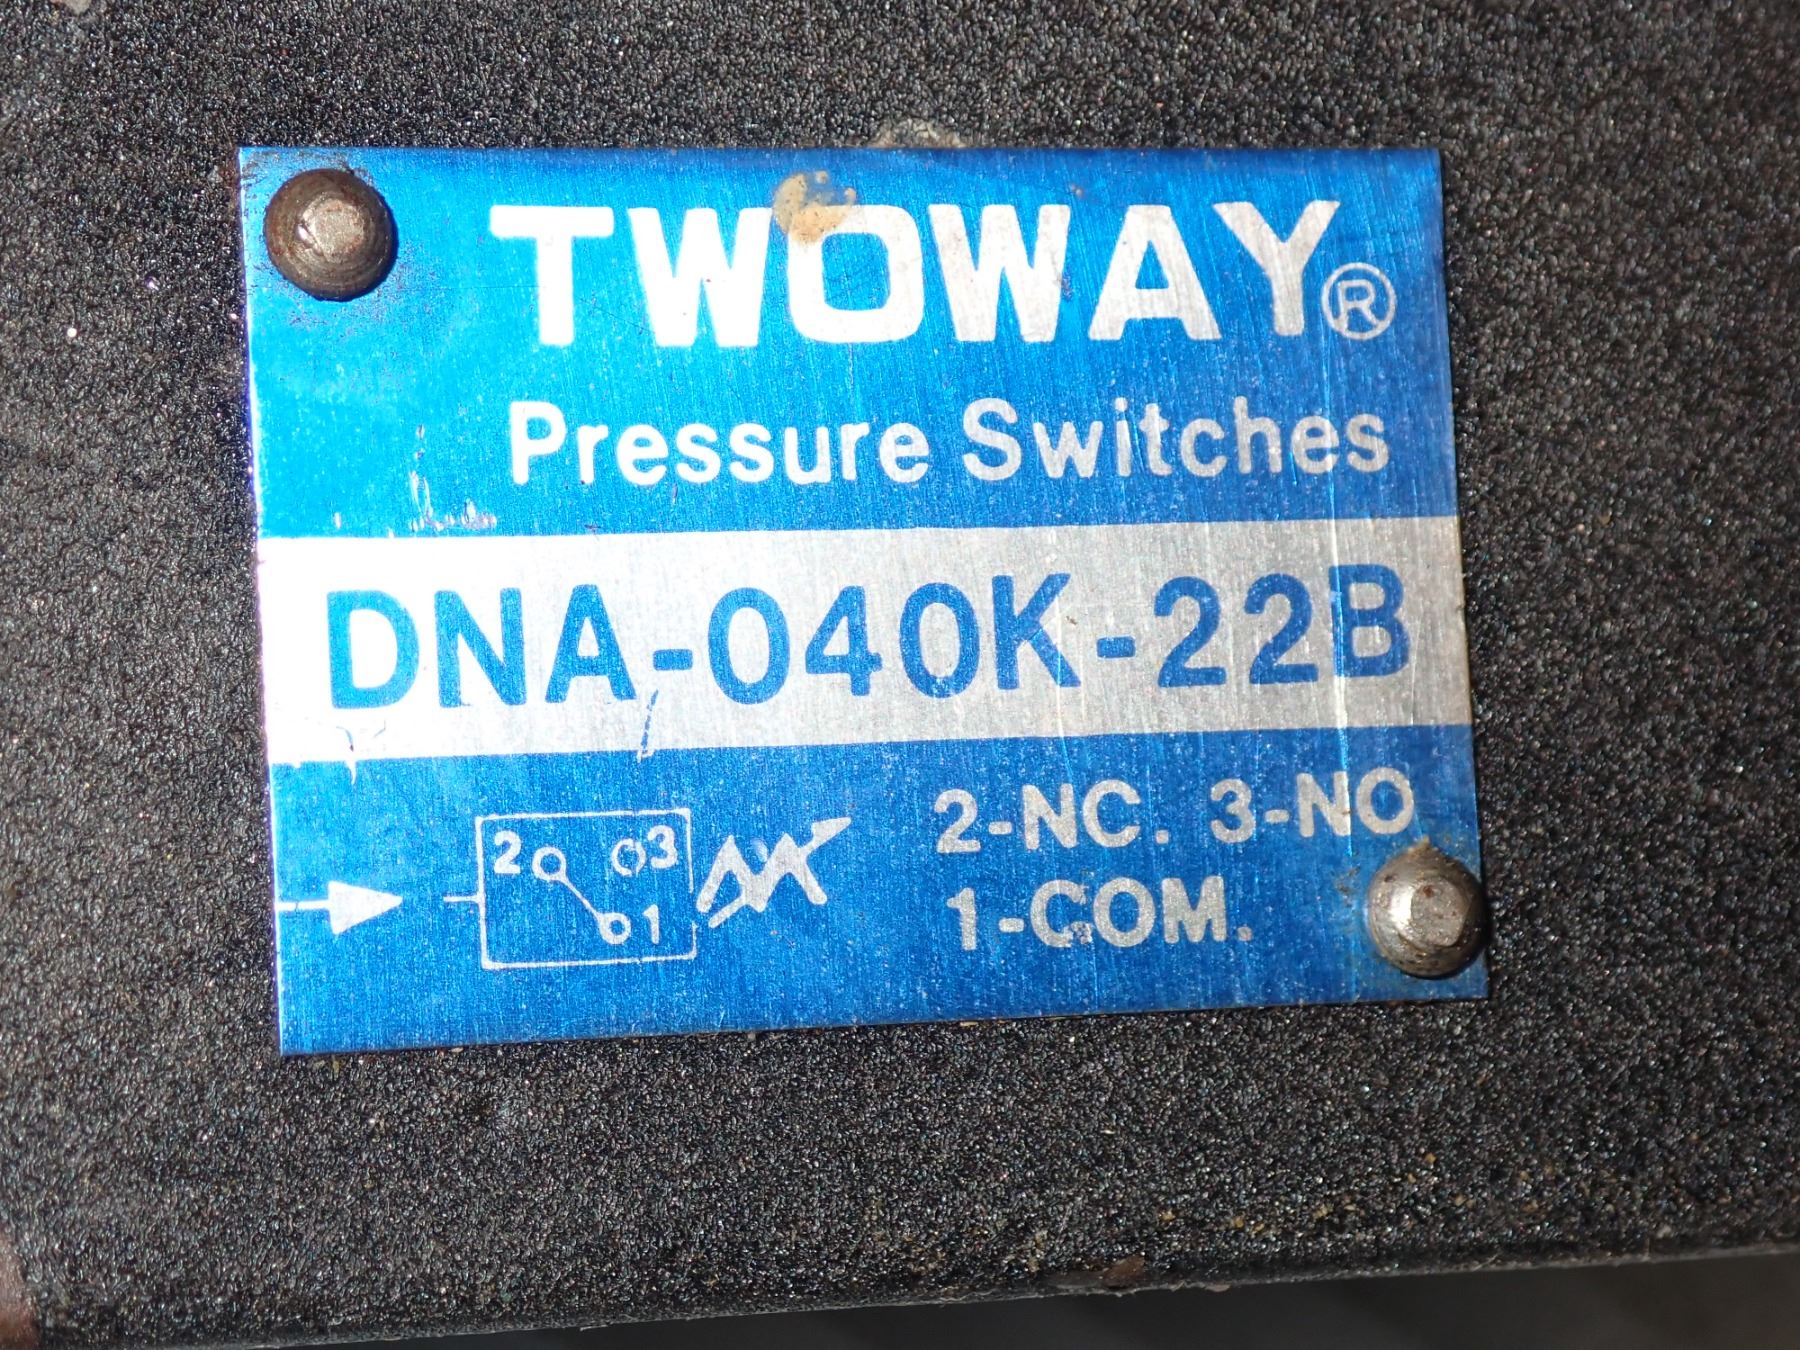 TWOWAY®
Pressure Switches
DNA-040K-22B
2 3
1
2-NC. 3-NO
1-COM.